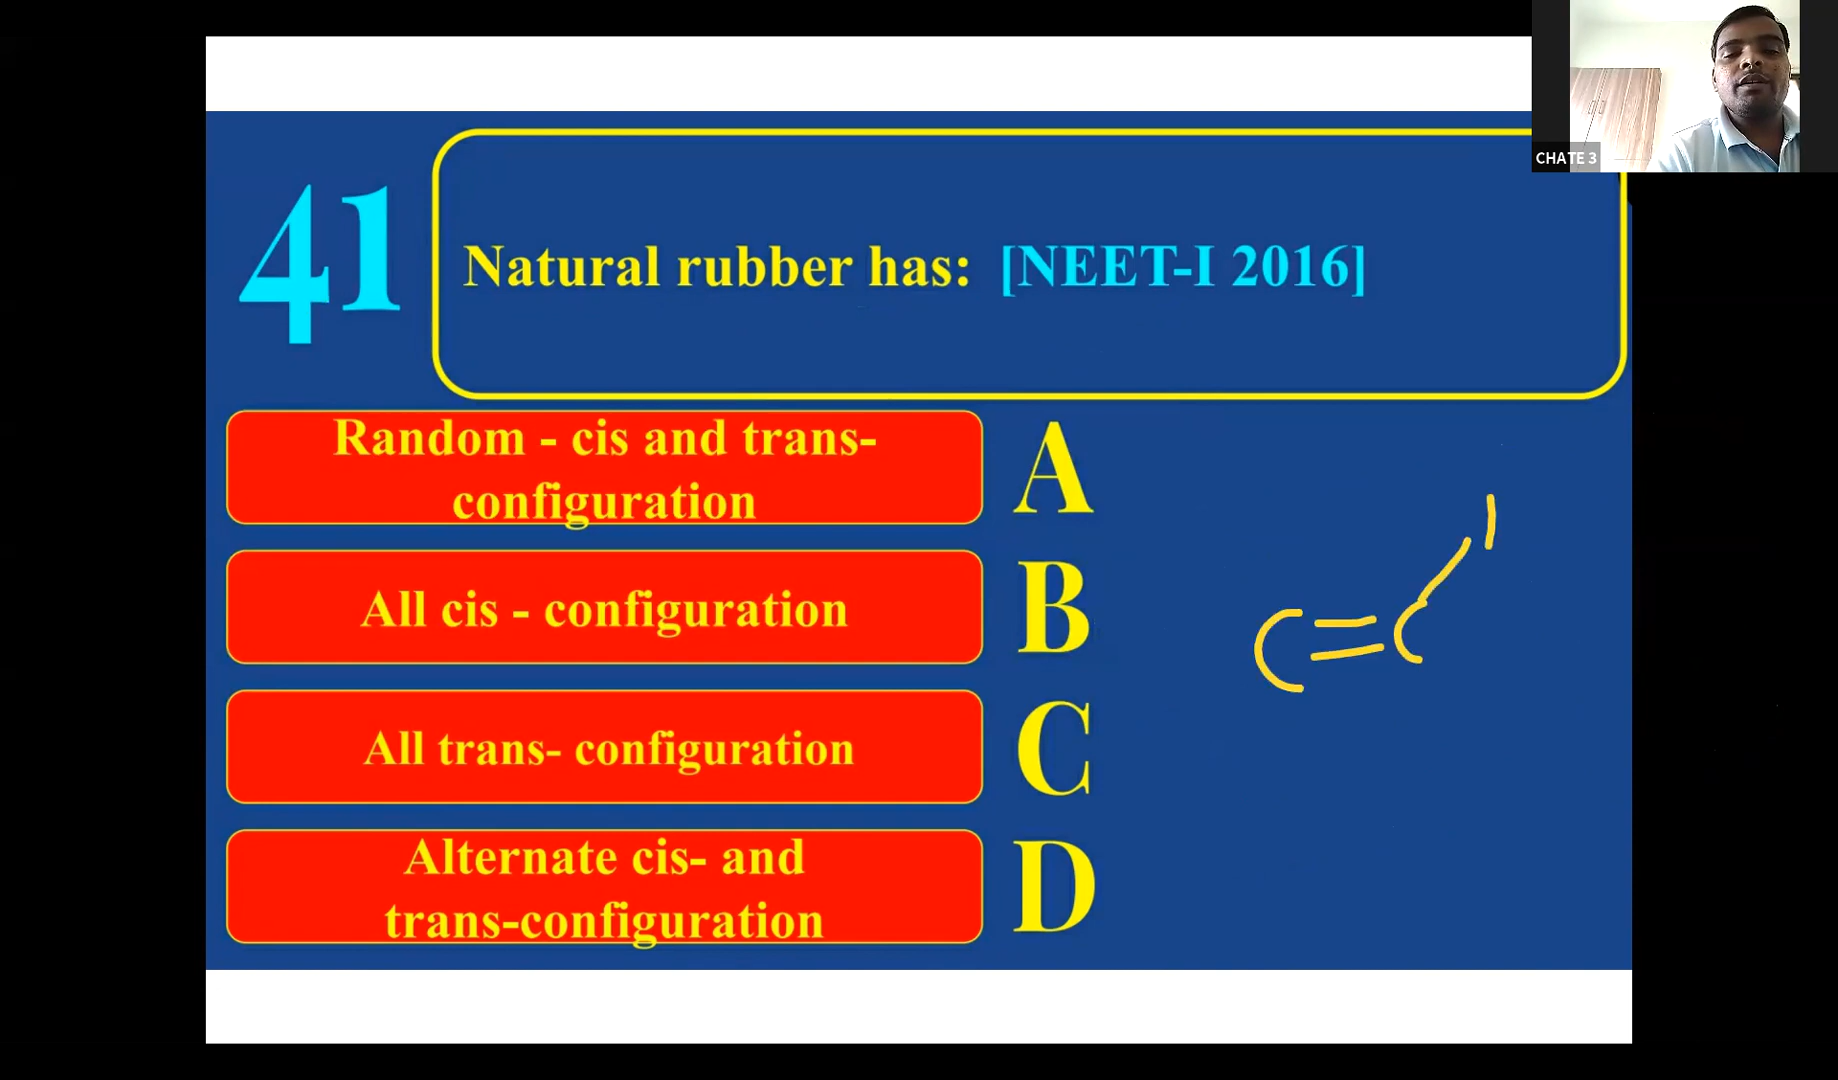 CHATE 3
41
Natural rubber has: [NEET-I 2016]
Random - cis and trans-
configuration
A
All cis - configuration
B
All trans- configuration
C
Alternate cis- and
trans-configuration
D
C=C